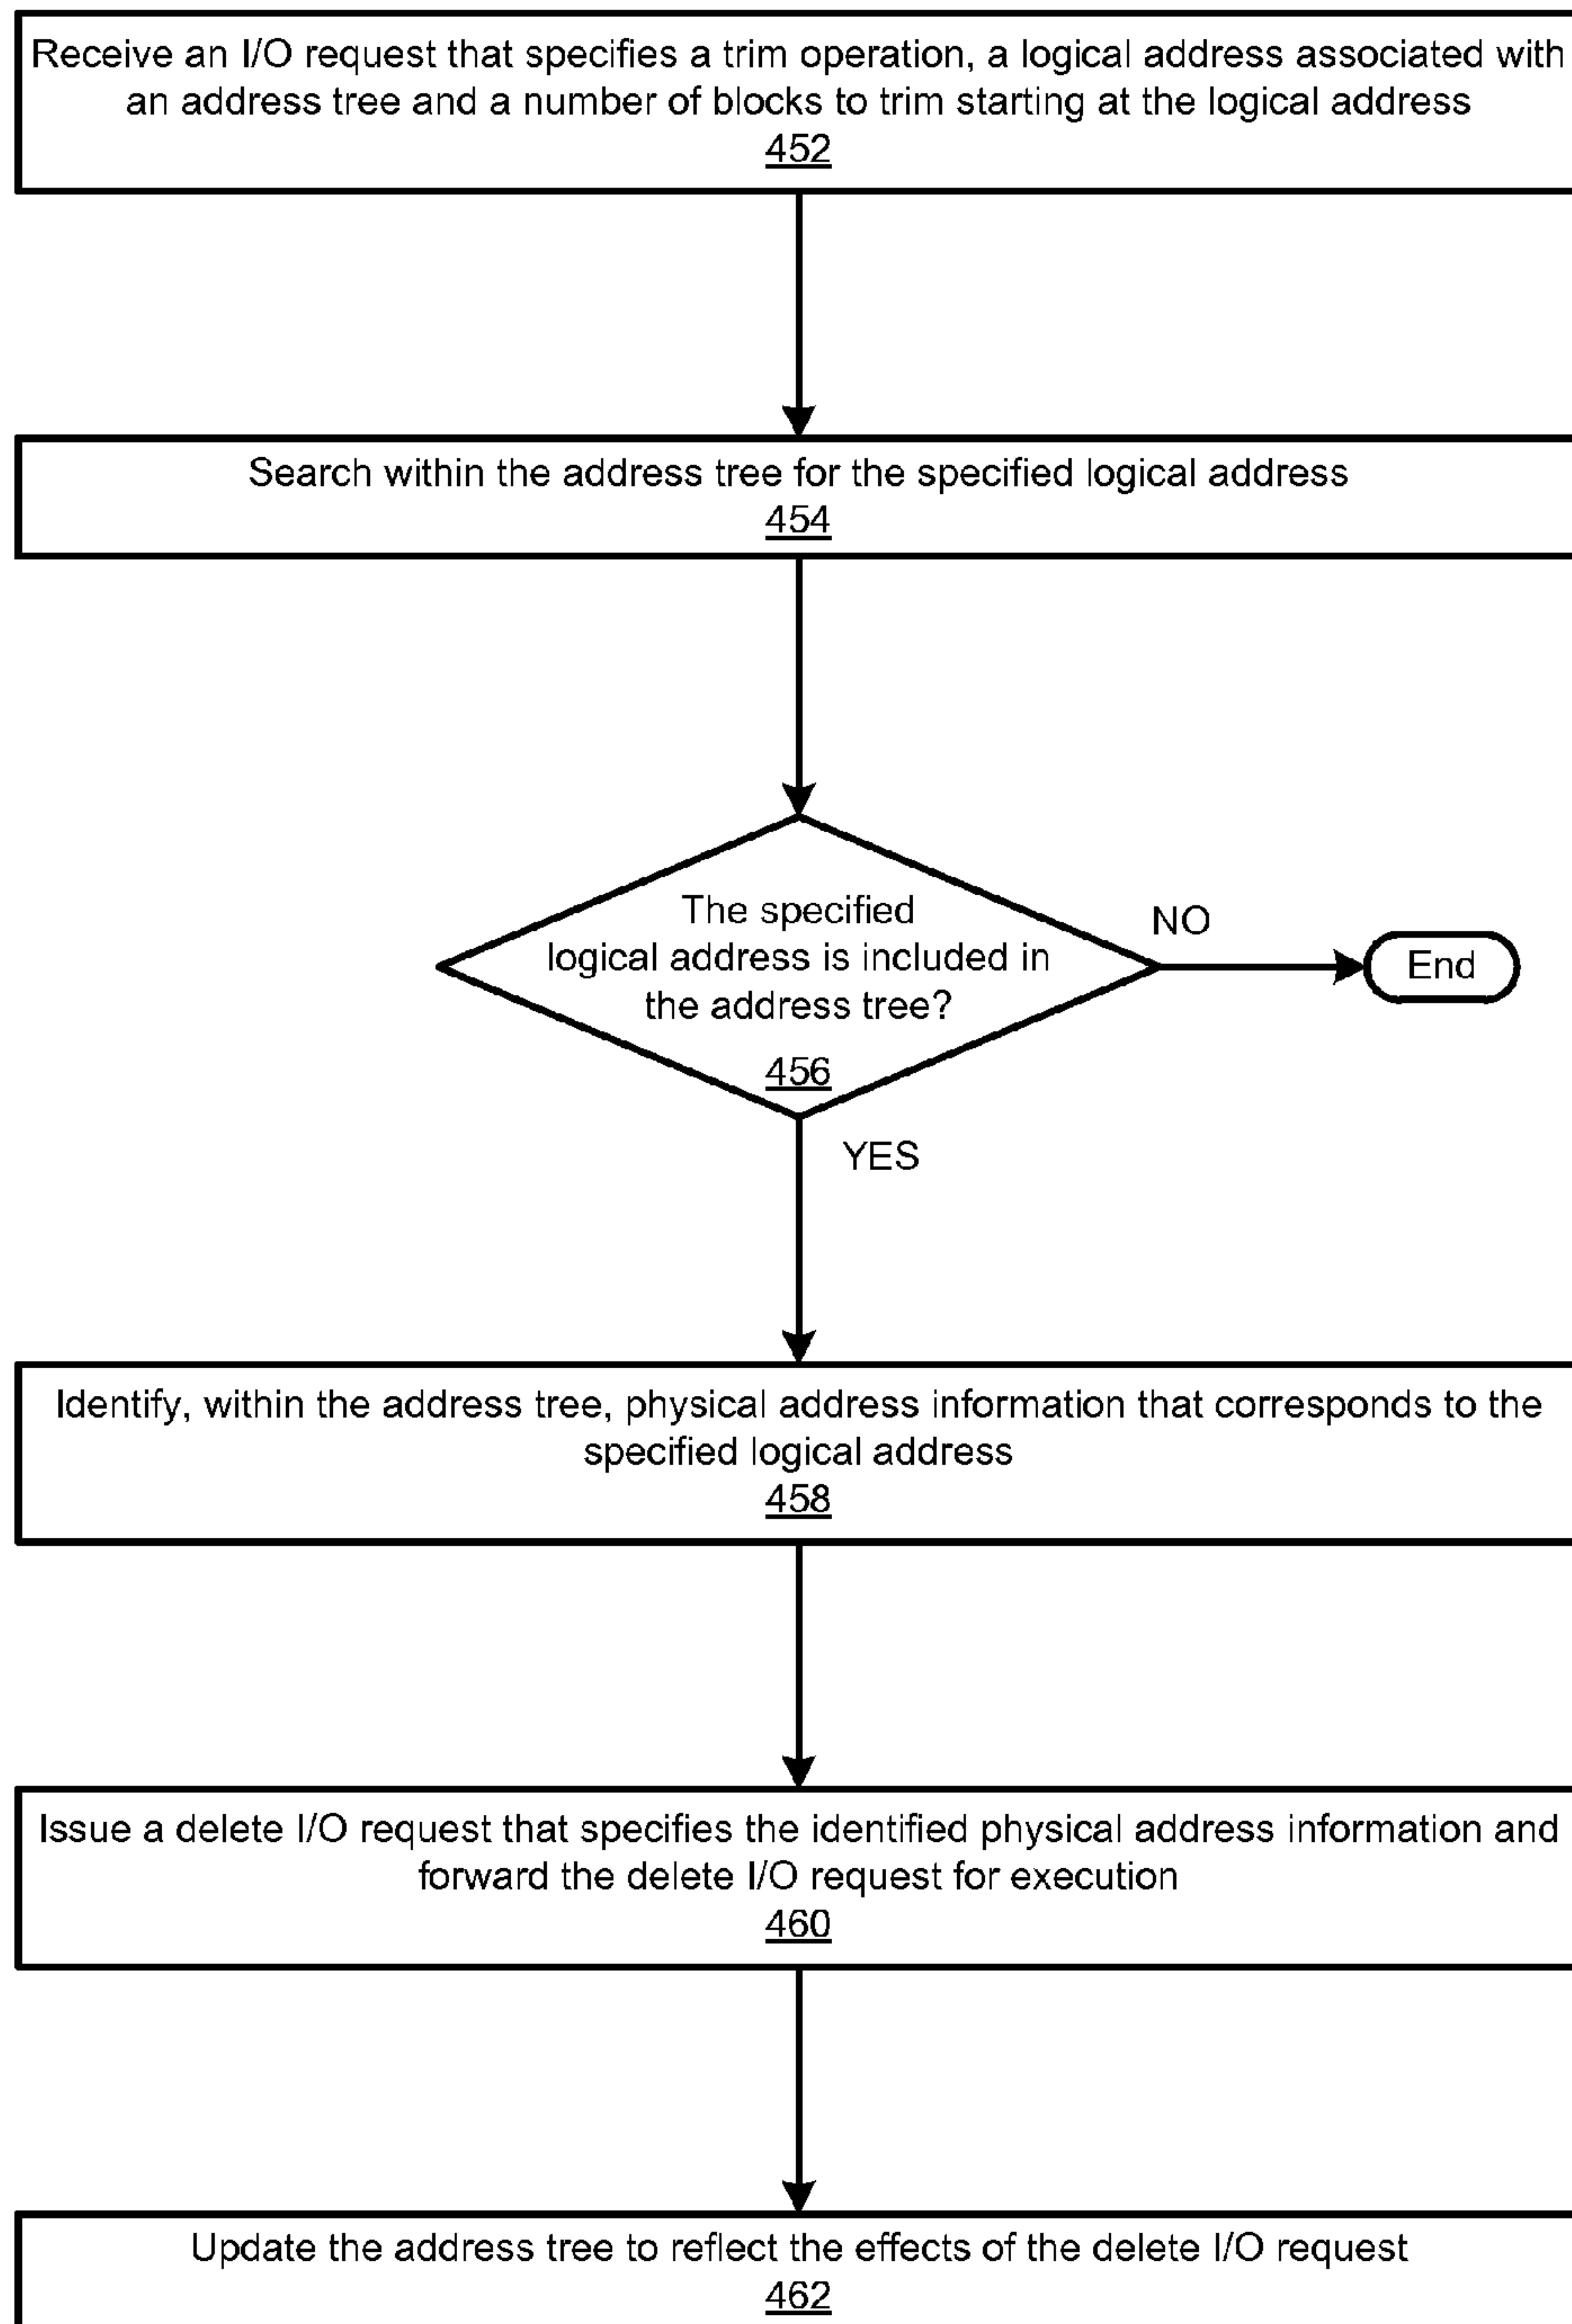 Receive an I/O request that specifies a trim operation, a logical address associated with
an address tree and a number of blocks to trim starting at the logical address
452
Search within the address tree for the specified logical address
454
The specified
logical address is included in
the address tree?
456
NO
End
YES
Identify, within the address tree, physical address information that corresponds to the
specified logical address
458
Issue a delete I/O request that specifies the identified physical address information and
forward the delete I/O request for execution
460
Update the address tree to reflect the effects of the delete I/O request
462